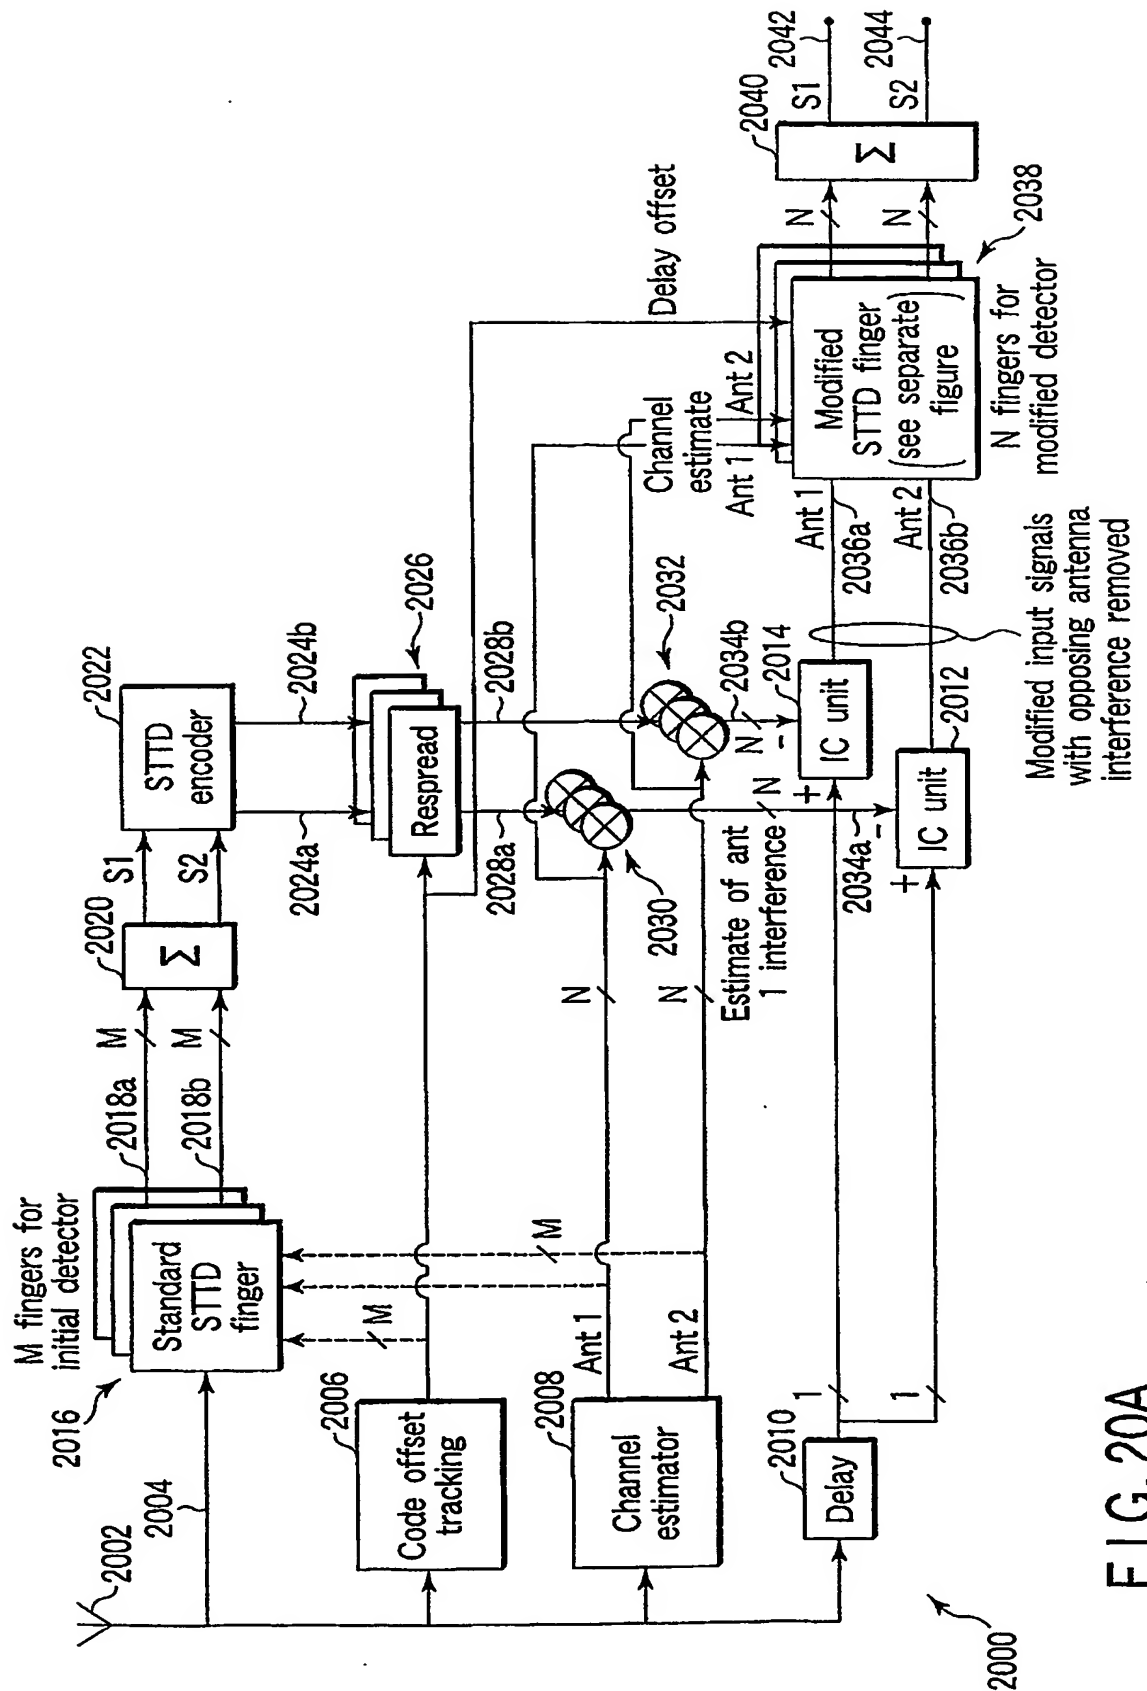 M fingers for
initial detector
2016
Standard
STTD
finger
2018a
2018b
M
M
2020
Σ
S1
S2
2022
STTD
encoder
2024a
2024b
2026
Respread
2028a
2028b
2002
2004
2006
Code offset
tracking
M
M
2008
Channel
estimator
Ant 1
Ant 2
N
N
2030
2032
Delay offset
Channel
estimate
Ant 1
Ant 2
Estimate of ant
1 interference
N
N
2034a
2034b
2010
Delay
1
1
+
-
IC unit
2014
+
-
IC unit
2012
Ant 1
2036a
Ant 2
2036b
Modified input signals
with opposing antenna
interference removed
Modified
STTD finger
(see separate
figure)
N fingers for
modified detector
2038
N
N
2040
Σ
S1
2042
S2
2044
2000
FIG. 20A